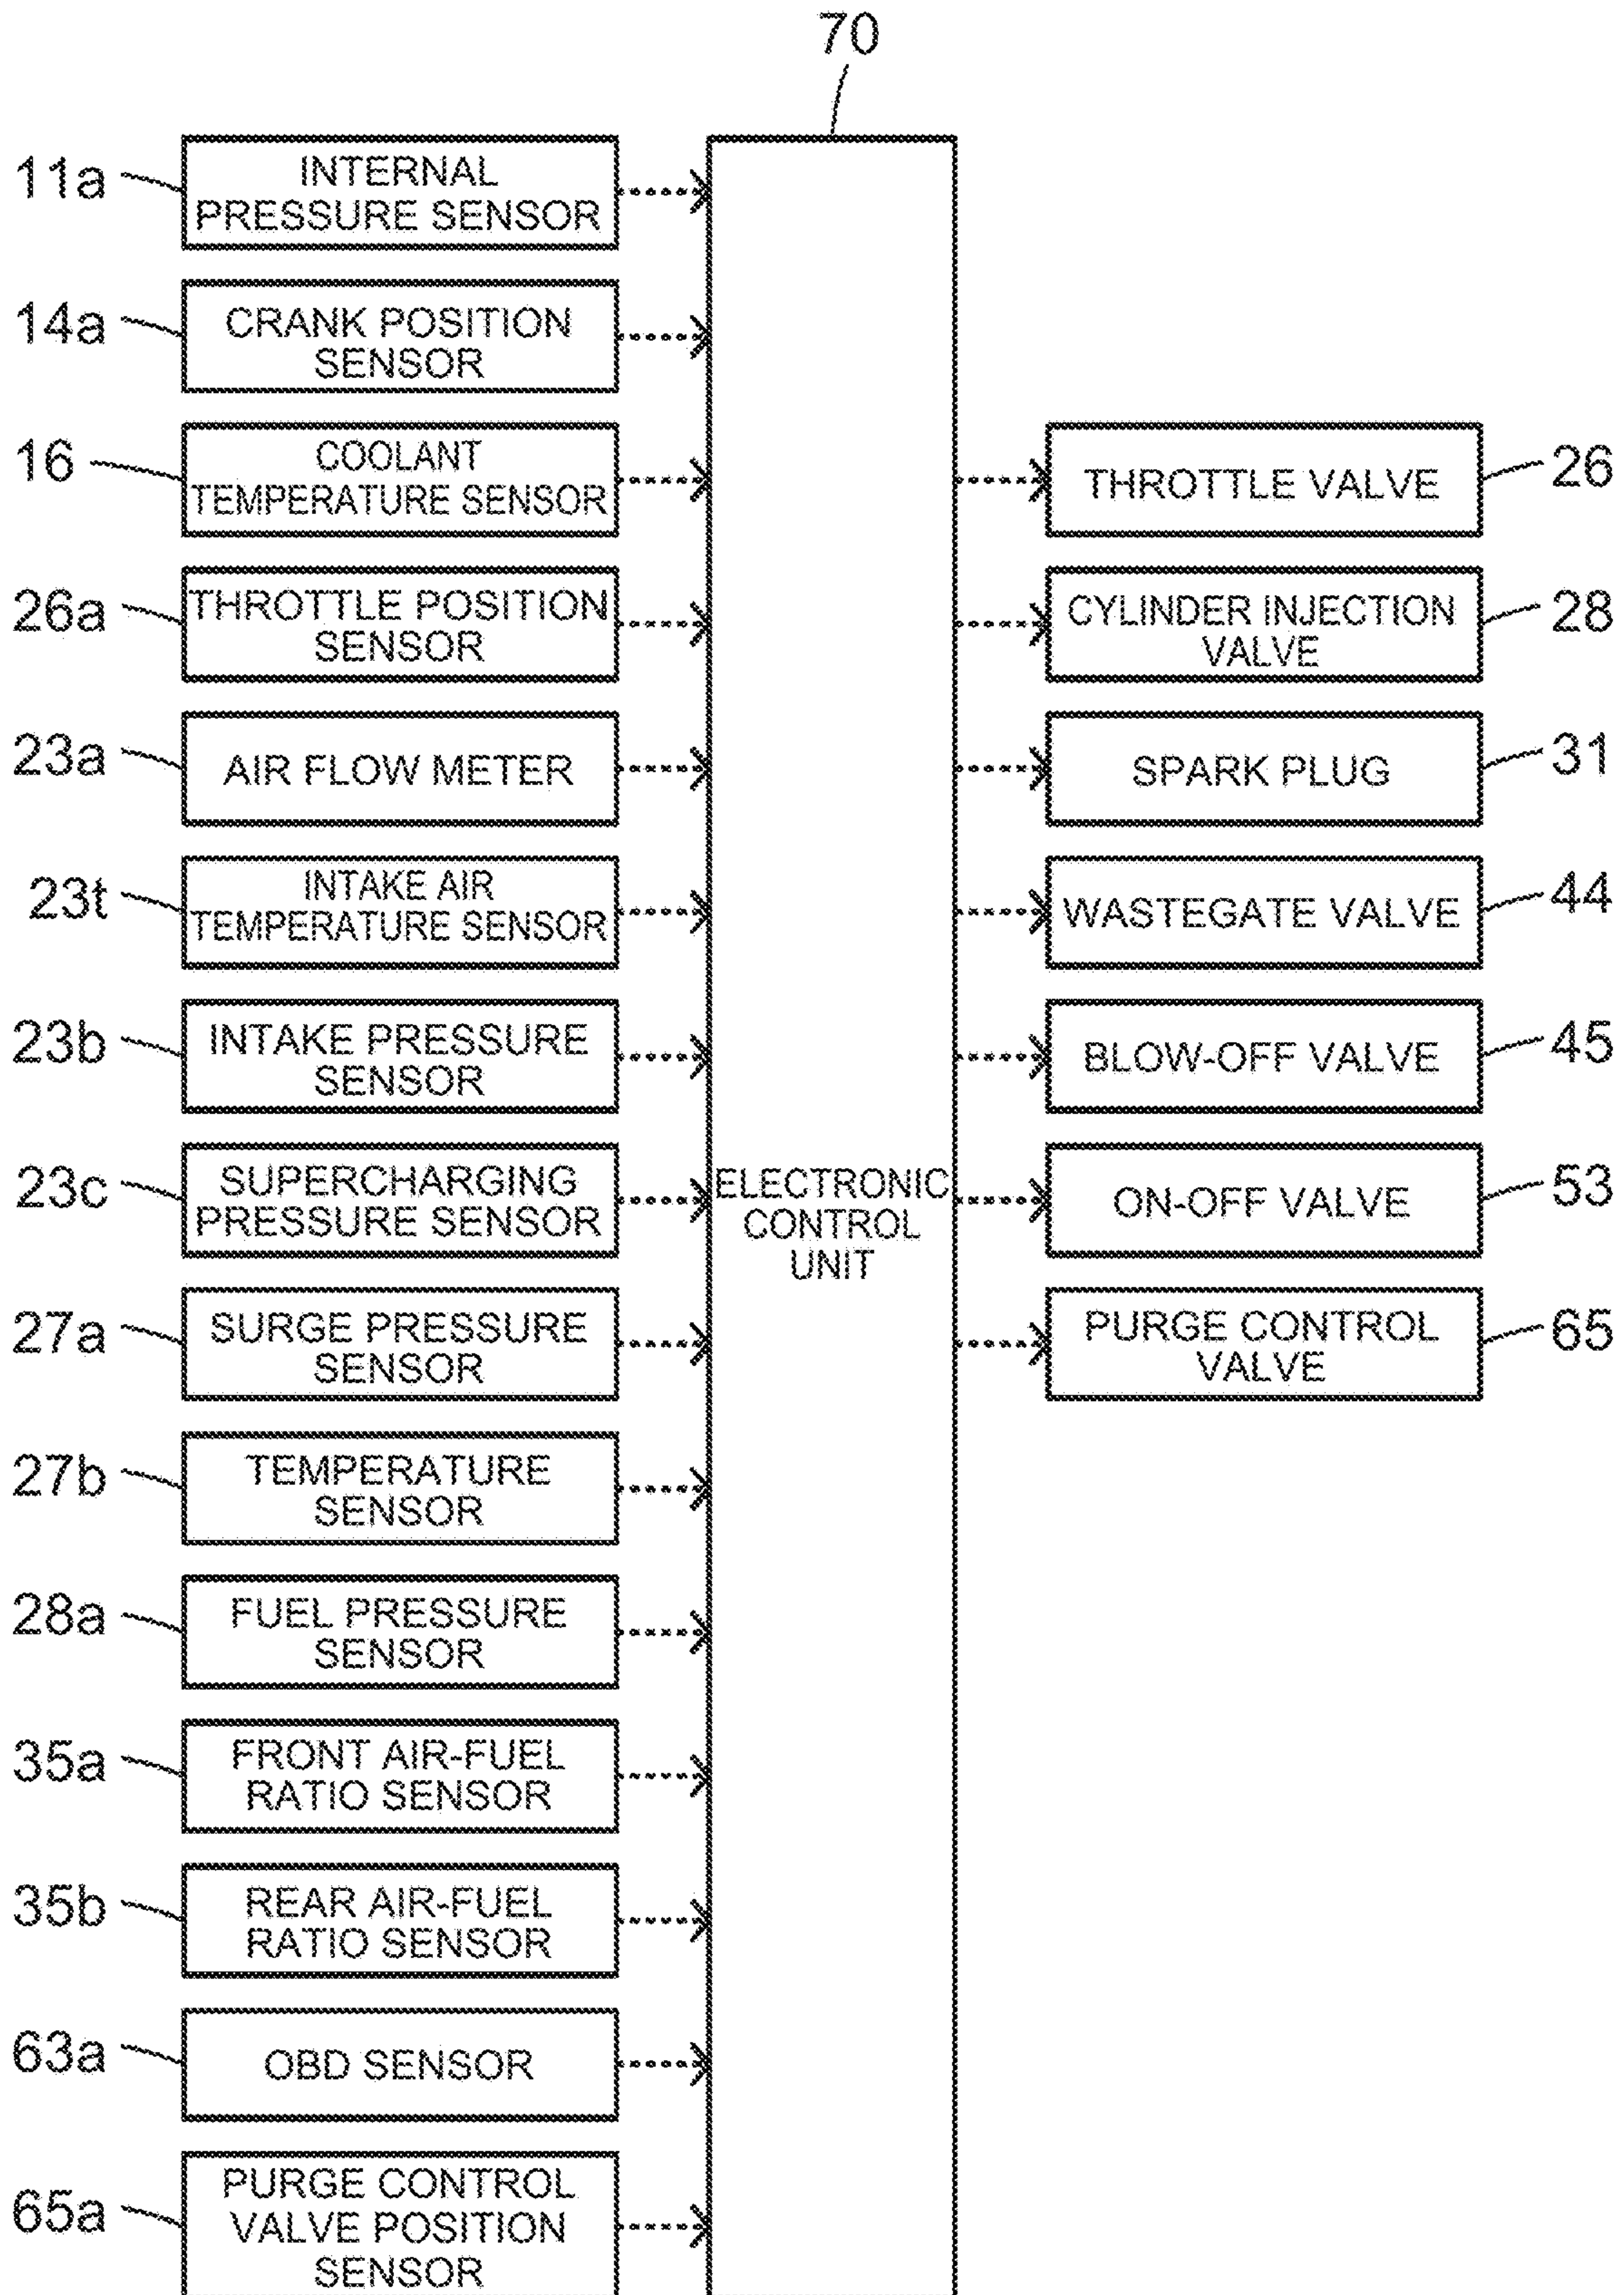 70
11a
INTERNAL
PRESSURE SENSOR
14a
CRANK POSITION
SENSOR
16
COOLANT
TEMPERATURE SENSOR
26a
THROTTLE POSITION
SENSOR
23a
AIR FLOW METER
23t
INTAKE AIR
TEMPERATURE SENSOR
23b
INTAKE PRESSURE
SENSOR
23c
SUPERCHARGING
PRESSURE SENSOR
27a
SURGE PRESSURE
SENSOR
27b
TEMPERATURE
SENSOR
28a
FUEL PRESSURE
SENSOR
35a
FRONT AIR-FUEL
RATIO SENSOR
35b
REAR AIR-FUEL
RATIO SENSOR
63a
OBD SENSOR
65a
PURGE CONTROL
VALVE POSITION
SENSOR
ELECTRONIC
CONTROL
UNIT
THROTTLE VALVE
26
CYLINDER INJECTION
VALVE
28
SPARK PLUG
31
WASTEGATE VALVE
44
BLOW-OFF VALVE
45
ON-OFF VALVE
53
PURGE CONTROL
VALVE
65